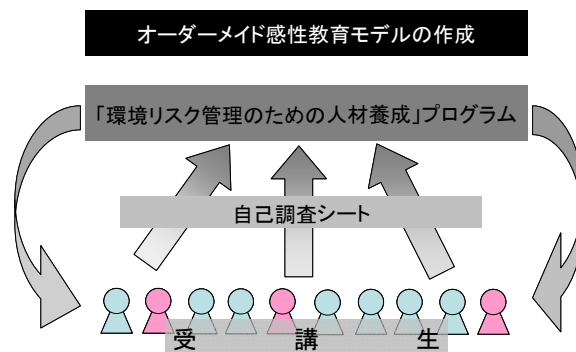 オーダーメイド感性教育モデルの作成
「環境リスク管理のための人材養成」プログラム
自己調査シート
受　講　生